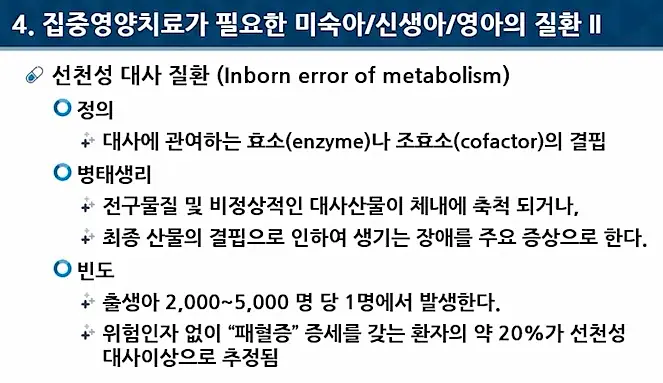 4. 집중영양치료가 필요한 미숙아/신생아/영아의 질환 II
선천성 대사 질환 (Inborn error of metabolism)
정의
대사에 관여하는 효소(enzyme)나 조효소(cofactor)의 결핍
병태생리
전구물질 및 비정상적인 대사산물이 체내에 축척 되거나,
최종 산물의 결핍으로 인하여 생기는 장애를 주요 증상으로 한다.
빈도
출생아 2,000~5,000 명 당 1명에서 발생한다.
위험인자 없이 “패혈증” 증세를 갖는 환자의 약 20%가 선천성
대사이상으로 추정됨